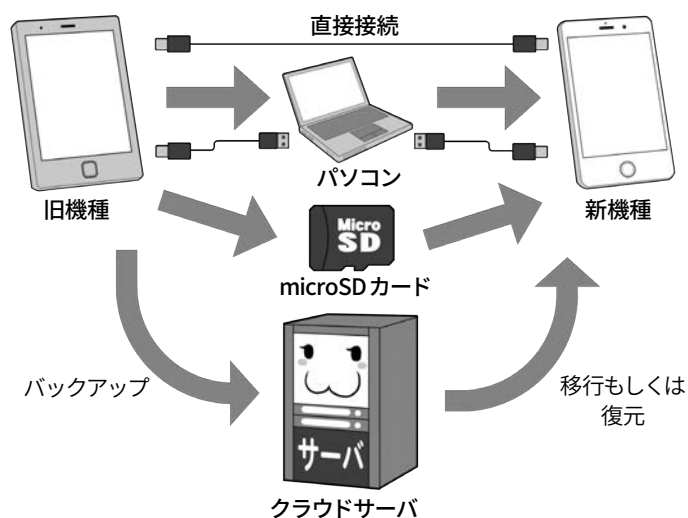 直接接続
パソコン
旧機種
新機種
Micro
SD
microSDカード
バックアップ
移行もしくは
復元
サーバ
クラウドサーバ